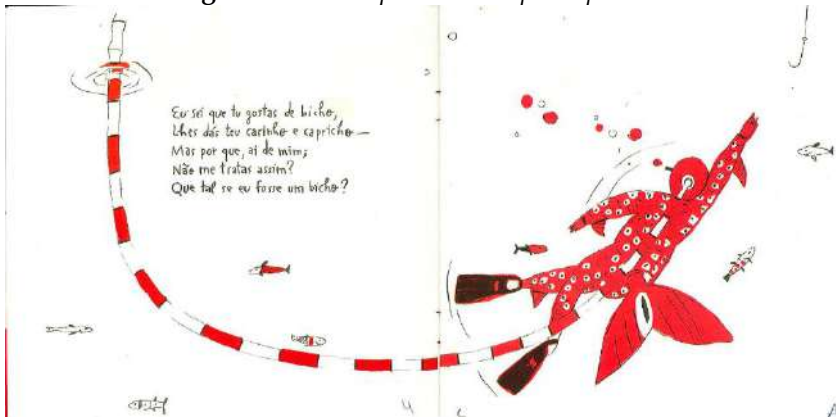 Eu sei que tu gostas de bicho,
Lhes dás teu carinho e capricho —
Mas por que, ai de mim;
Não me tratas assim?
Que tal se eu fosse um bicho?